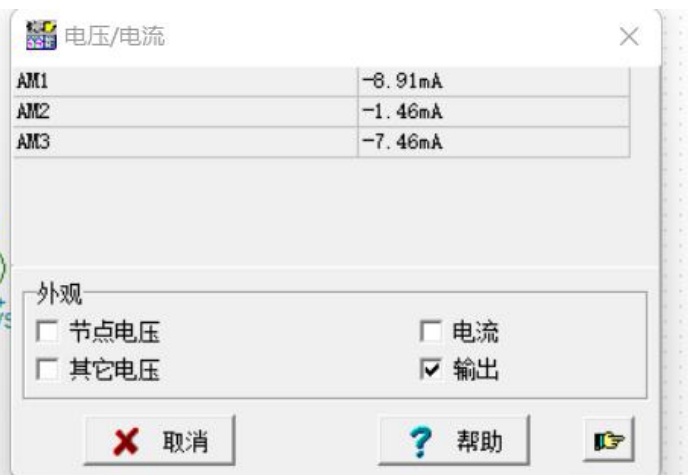 电压/电流
AM1 -8.91mA
AM2 -1.46mA
AM3 -7.46mA
外观
节点电压 电流
其它电压 输出
取消 帮助